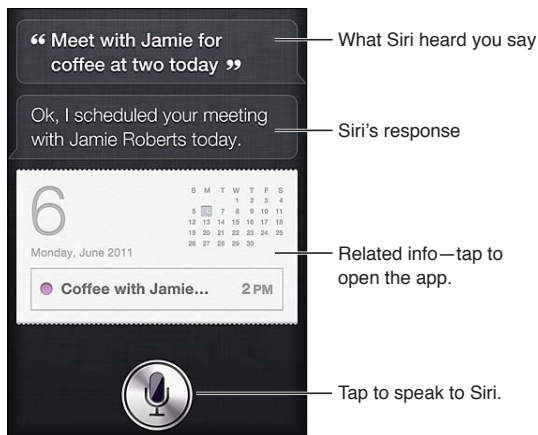 “ Meet with Jamie for
coffee at two today ”
What Siri heard you say
Ok, I scheduled your meeting
with Jamie Roberts today.
Siri's response
6
Monday, June 2011
S M T W T F S
1 2 3 4
5 6 7 8 9 10 11
12 13 14 15 16 17 18
19 20 21 22 23 24 25
26 27 28 29 30
Coffee with Jamie... 2 PM
Related info—tap to
open the app.
Tap to speak to Siri.